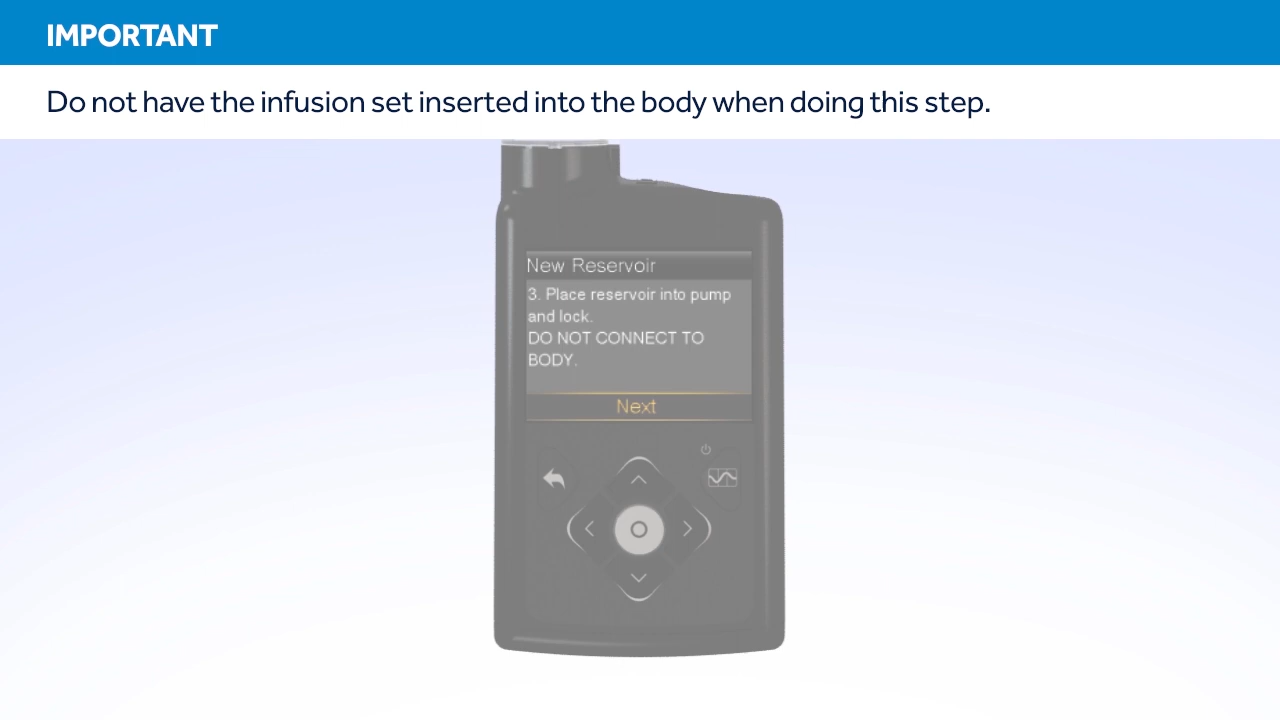 IMPORTANT
Do not have the infusion set inserted into the body when doing this step.
New Reservoir
3. Place reservoir into pump
and lock.
DO NOT CONNECT TO
BODY.
Next